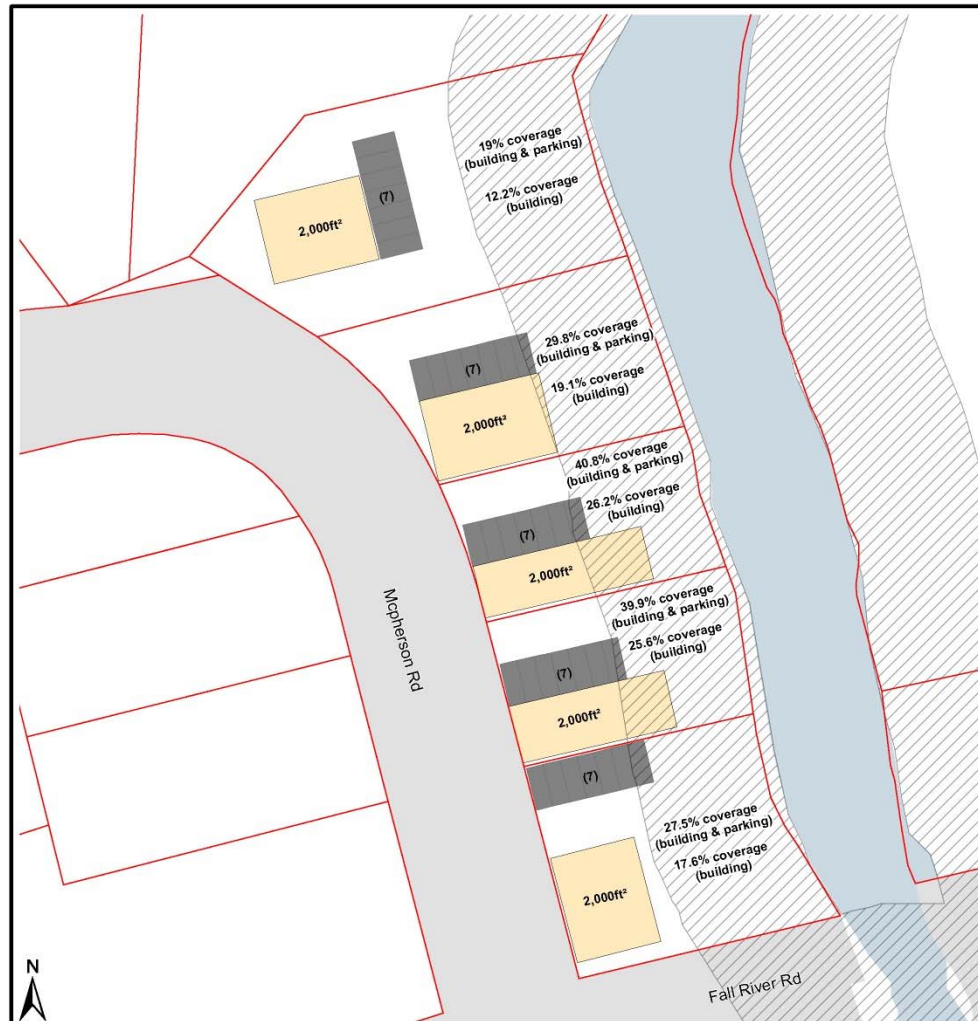 19% coverage
(building & parking)
12.2% coverage
(building)
(7)
2,000ft²
29.8% coverage
(building & parking)
(7)
19.1% coverage
(building)
2,000ft²
40.8% coverage
(building & parking)
26.2% coverage
(building)
(7)
2,000ft²
39.9% coverage
(building & parking)
25.6% coverage
(building)
Mcpherson Rd
(7)
2,000ft²
(7)
27.5% coverage
(building & parking)
17.6% coverage
(building)
2,000ft²
N
Fall River Rd